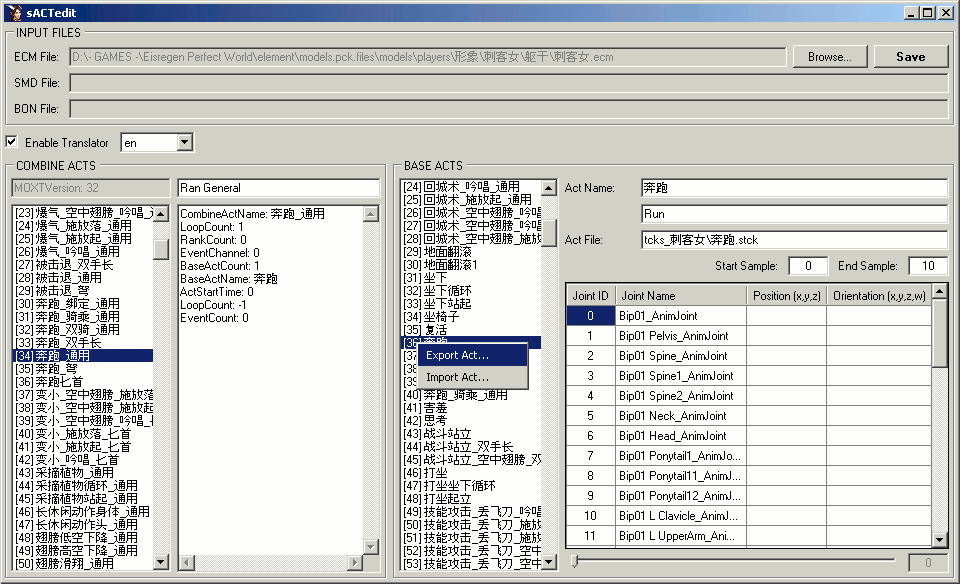 sACTedit
INPUT FILES
ECM File: D:\- GAMES -\Eisregen Perfect World\element\models.pck.files\models\players\形象\刺客女\躯干\刺客女.ecm Browse... Save
SMD File:
BON File:
Enable Translator en
COMBINE ACTS
MOXTVersion: 32 Ran General
[23] 爆气_空中翅膀_吟唱_
[24] 爆气_施放落_通用
[25] 爆气_施放起_通用
[26] 爆气_吟唱_通用
[27] 被击退_双手长
[28] 被击退_通用
[29] 被击退_弩
[30] 奔跑_绑定_通用
[31] 奔跑_骑乘_通用
[32] 奔跑_双骑_通用
[33] 奔跑_双手长
[34] 奔跑_通用
[35] 奔跑_弩
[36] 奔跑匕首
[37] 变小_空中翅膀_施放落
[38] 变小_空中翅膀_施放起
[39] 变小_空中翅膀_吟唱_
[40] 变小_施放落_匕首
[41] 变小_施放起_匕首
[42] 变小_吟唱_匕首
[43] 采摘植物_通用
[44] 采摘植物循环_通用
[45] 采摘植物站起_通用
[46] 长休闲动作身体_通用
[47] 长休闲动作头_通用
[48] 翅膀低空下降_通用
[49] 翅膀高空下降_通用
[50] 翅膀滑翔_通用
CombineActName: 奔跑_通用
LoopCount: 1
RankCount: 0
EventChannel: 0
BaseActCount: 1
BaseActName: 奔跑
ActStartTime: 0
LoopCount: -1
EventCount: 0
BASE ACTS
[24] 回城术_吟唱_通用
[25] 回城术_施放起_通用
[26] 回城术_空中翅膀_吟唱
[27] 回城术_空中翅膀_吟唱
[28] 回城术_空中翅膀_施放
[29] 地面翻滚
[30] 地面翻滚1
[31] 坐下
[32] 坐下循环
[33] 坐下站起
[34] 坐椅子
[35] 复活
[36] 奔跑
[37
[38
[39
[40] 奔跑_骑乘_通用
[41] 害羞
[42] 思考
[43] 战斗站立
[44] 战斗站立_双手长
[45] 战斗站立_空中翅膀_双
[46] 打坐
[47] 打坐坐下循环
[48] 打坐起立
[49] 技能攻击_丢飞刀_吟唱
[50] 技能攻击_丢飞刀_施放
[51] 技能攻击_丢飞刀_施放
[52] 技能攻击_丢飞刀_空中
[53] 技能攻击_丢飞刀_空中
Export Act...
Import Act...
Act Name: 奔跑
Run
Act File: tcks_刺客女\奔跑.stck
Start Sample: 0 End Sample: 10
Joint ID Joint Name Position (x,y,z) Orientation (x,y,z,w)
0 Bip01_AnimJoint
1 Bip01 Pelvis_AnimJoint
2 Bip01 Spine_AnimJoint
3 Bip01 Spine1_AnimJoint
4 Bip01 Spine2_AnimJoint
5 Bip01 Neck_AnimJoint
6 Bip01 Head_AnimJoint
7 Bip01 Ponytail1_AnimJo...
8 Bip01 Ponytail11_AnimJ...
9 Bip01 Ponytail12_AnimJ...
10 Bip01 L Clavicle_AnimJ...
11 Bip01 L UpperArm_Ani...
0